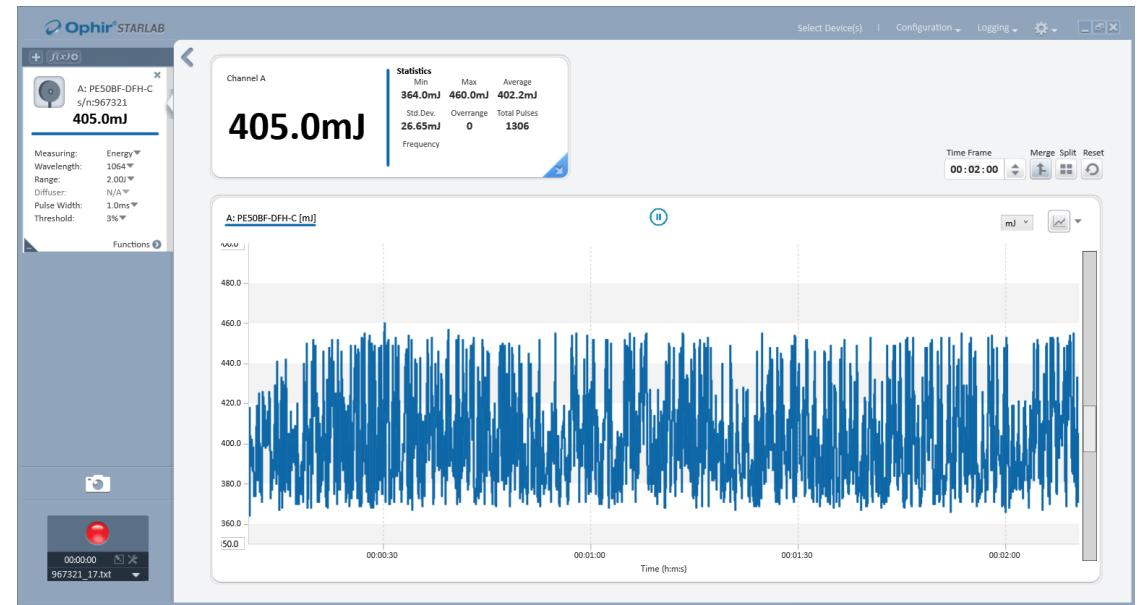 Ophir® STARLAB
Select Device(s) | Configuration Logging
f(x)
A: PE50BF-DFH-C
s/n:967321
405.0mJ
Measuring: Energy
Wavelength: 1064
Range: 2.00J
Diffuser: N/A
Pulse Width: 1.0ms
Threshold: 3%
Functions
00:00:00
967321_17.txt
Channel A
405.0mJ
Statistics
Min Max Average
364.0mJ 460.0mJ 402.2mJ
Std.Dev. Overrange Total Pulses
26.65mJ 0 1306
Frequency
Time Frame Merge Split Reset
00:02:00
A: PE50BF-DFH-C [mJ]
mJ
480.0
460.0
440.0
420.0
400.0
380.0
360.0
00:00:30 00:01:00 00:01:30 00:02:00
Time (h:m:s)